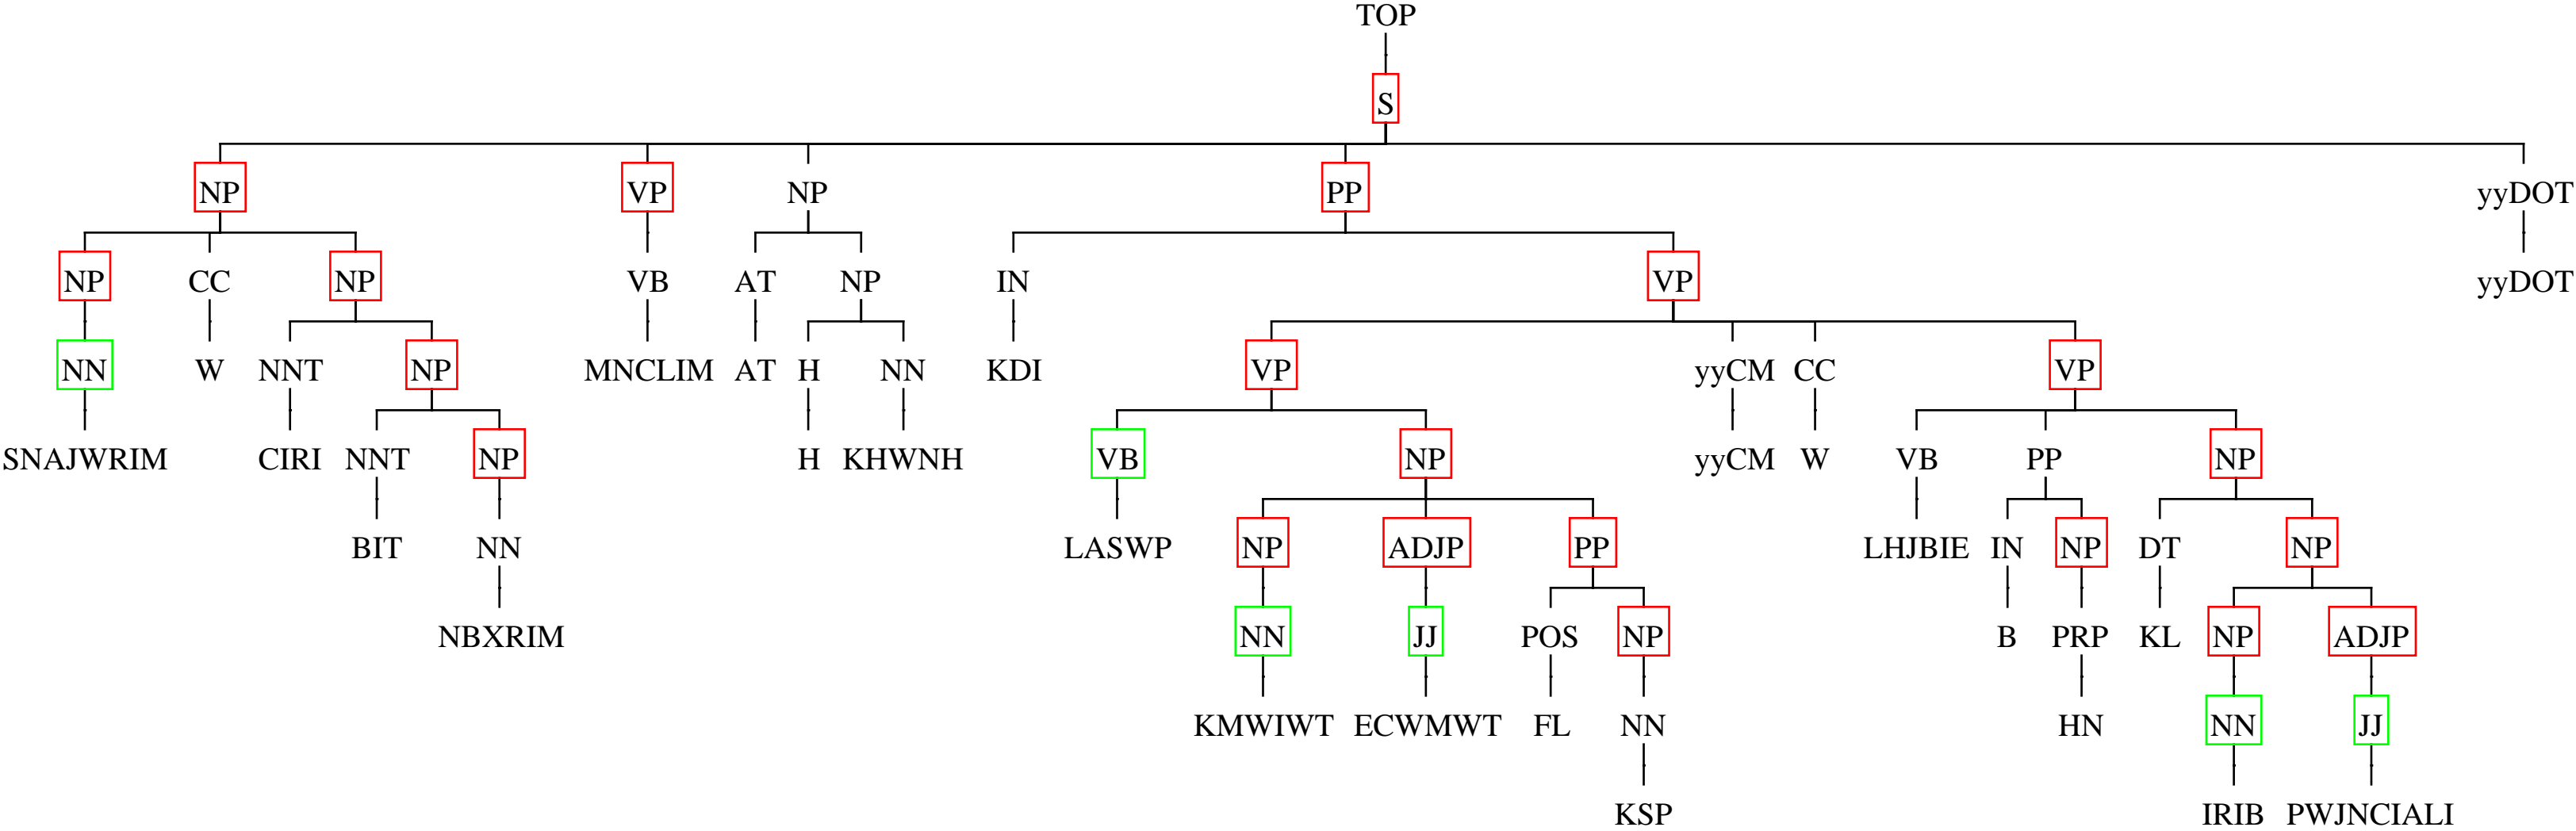 TOP
S
NP VP NP PP yyDOT
NP CC NP VB AT NP IN VP yyDOT
NN W NNT NP MNCLIM AT H NN KDI VP yyCM CC VP
SNAJWRIM CIRI NNT NP H KHWNH VB NP yyCM W VB PP NP
BIT NN LASWP NP ADJP PP LHJBIE IN NP DT NP
NBXRIM NN JJ POS NP B PRP KL NP ADJP
KMWIWT ECWMWT FL NN HN NN JJ
KSP IRIB PWJNCIALI